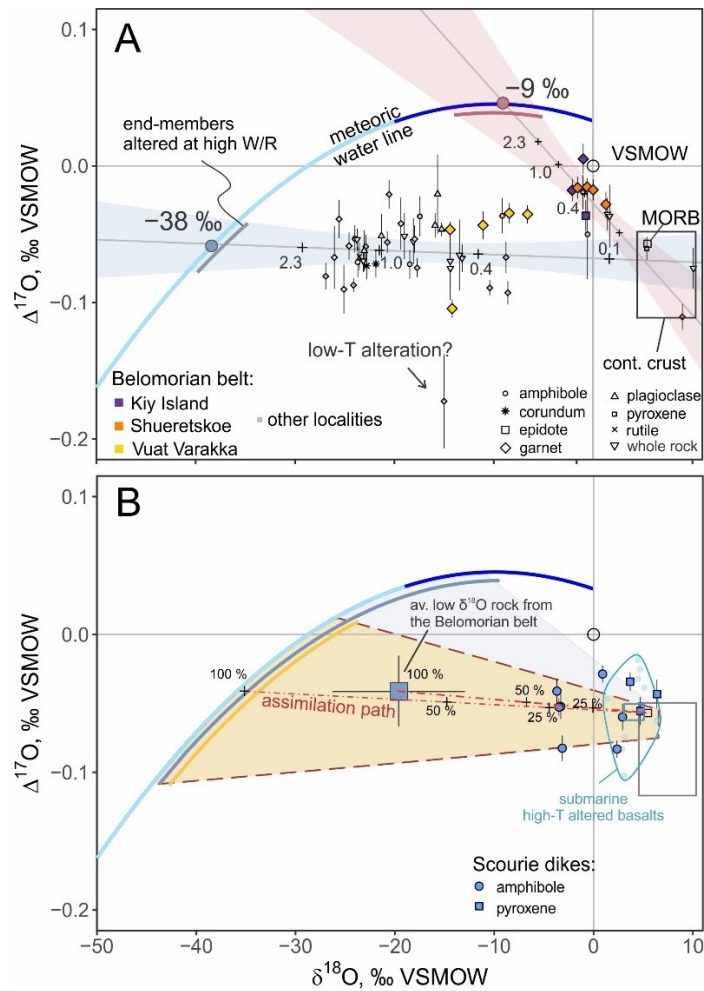 A
0.1
0.0
−0.1
−0.2
Δ17O, ‰ VSMOW
−9 ‰
end-members
altered at high W/R
meteoric
water line
−38 ‰
2.3
1.0
0.4
0.1
VSMOW
MORB
2.3
1.0
0.4
cont. crust
low-T alteration?
Belomorian belt:
Kiy Island
Shueretskoe
Vuat Varakka
other localities
amphibole
corundum
epidote
garnet
plagioclase
pyroxene
rutile
whole rock
B
0.1
0.0
−0.1
−0.2
Δ17O, ‰ VSMOW
av. low δ18O rock from
the Belomorian belt
100 %
100 %
50 %
25 %
assimilation path
50 %
25 %
submarine
high-T altered basalts
Scourie dikes:
amphibole
pyroxene
−50
−40
−30
−20
−10
0
10
δ18O, ‰ VSMOW